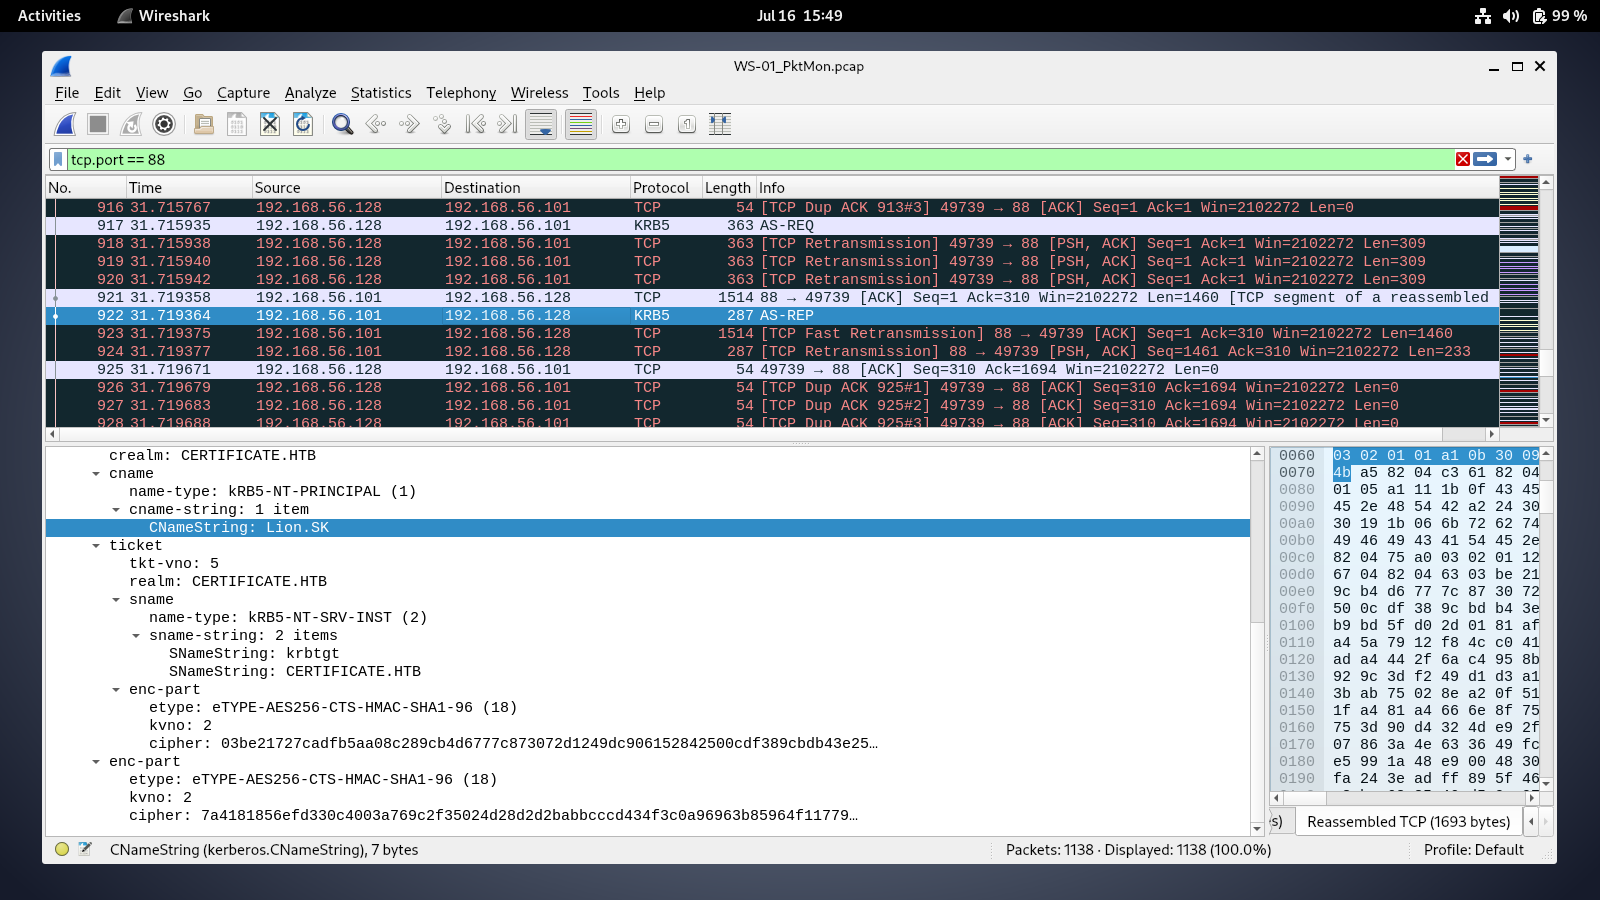 Activities Wireshark Jul 16 15:49 99 %
WS-01_PktMon.pcap
File Edit View Go Capture Analyze Statistics Telephony Wireless Tools Help
tcp.port == 88
No. Time Source Destination Protocol Length Info
916 31.715767 192.168.56.128 192.168.56.101 TCP 54 [TCP Dup ACK 913#3] 49739 → 88 [ACK] Seq=1 Ack=1 Win=2102272 Len=0
917 31.715935 192.168.56.128 192.168.56.101 KRB5 363 AS-REQ
918 31.715938 192.168.56.128 192.168.56.101 TCP 363 [TCP Retransmission] 49739 → 88 [PSH, ACK] Seq=1 Ack=1 Win=2102272 Len=309
919 31.715940 192.168.56.128 192.168.56.101 TCP 363 [TCP Retransmission] 49739 → 88 [PSH, ACK] Seq=1 Ack=1 Win=2102272 Len=309
920 31.715942 192.168.56.128 192.168.56.101 TCP 363 [TCP Retransmission] 49739 → 88 [PSH, ACK] Seq=1 Ack=1 Win=2102272 Len=309
921 31.719358 192.168.56.101 192.168.56.128 TCP 1514 88 → 49739 [ACK] Seq=1 Ack=310 Win=2102272 Len=1460 [TCP segment of a reassembled
922 31.719364 192.168.56.101 192.168.56.128 KRB5 287 AS-REP
923 31.719375 192.168.56.101 192.168.56.128 TCP 1514 [TCP Fast Retransmission] 88 → 49739 [ACK] Seq=1 Ack=310 Win=2102272 Len=1460
924 31.719377 192.168.56.101 192.168.56.128 TCP 287 [TCP Retransmission] 88 → 49739 [PSH, ACK] Seq=1461 Ack=310 Win=2102272 Len=233
925 31.719671 192.168.56.128 192.168.56.101 TCP 54 49739 → 88 [ACK] Seq=310 Ack=1694 Win=2102272 Len=0
926 31.719679 192.168.56.128 192.168.56.101 TCP 54 [TCP Dup ACK 925#1] 49739 → 88 [ACK] Seq=310 Ack=1694 Win=2102272 Len=0
927 31.719683 192.168.56.128 192.168.56.101 TCP 54 [TCP Dup ACK 925#2] 49739 → 88 [ACK] Seq=310 Ack=1694 Win=2102272 Len=0
928 31.719688 192.168.56.128 192.168.56.101 TCP 54 [TCP Dup ACK 925#3] 49739 → 88 [ACK] Seq=310 Ack=1694 Win=2102272 Len=0
crealm: CERTIFICATE.HTB
cname
name-type: kRB5-NT-PRINCIPAL (1)
cname-string: 1 item
CNameString: Lion.SK
ticket
tkt-vno: 5
realm: CERTIFICATE.HTB
sname
name-type: kRB5-NT-SRV-INST (2)
sname-string: 2 items
SNameString: krbtgt
SNameString: CERTIFICATE.HTB
enc-part
etype: eTYPE-AES256-CTS-HMAC-SHA1-96 (18)
kvno: 2
cipher: 03be21727cadfb5aa08c289cb4d6777c873072d1249dc906152842500cdf389cbdb43e25…
enc-part
etype: eTYPE-AES256-CTS-HMAC-SHA1-96 (18)
kvno: 2
cipher: 7a4181856efd330c4003a769c2f35024d28d2d2babbcccd434f3c0a96963b85964f11779…
0060 03 02 01 01 a1 0b 30 09
0070 4b a5 82 04 c3 61 82 04
0080 01 05 a1 11 1b 0f 43 45
0090 45 2e 48 54 42 a2 24 30
00a0 30 19 1b 06 6b 72 62 74
00b0 49 46 49 43 41 54 45 2e
00c0 82 04 75 a0 03 02 01 12
00d0 67 04 82 04 63 03 be 21
00e0 9c b4 d6 77 7c 87 30 72
00f0 50 0c df 38 9c bd b4 3e
0100 b9 bd 5f d0 2d 01 81 af
0110 a4 5a 79 12 f8 4c c0 41
0120 ad a4 44 2f 6a c4 95 8b
0130 92 9c 3d f2 49 d1 d3 a1
0140 3b ab 75 02 8e a2 0f 51
0150 1f a4 81 a4 66 6e 8f 75
0160 75 3d 90 d4 32 4d e9 2f
0170 07 86 3a 4e 63 36 49 fc
0180 e5 99 1a 48 e9 00 48 30
0190 fa 24 3e ad ff 89 5f 46
s) Reassembled TCP (1693 bytes)
CNameString (kerberos.CNameString), 7 bytes Packets: 1138 · Displayed: 1138 (100.0%) Profile: Default